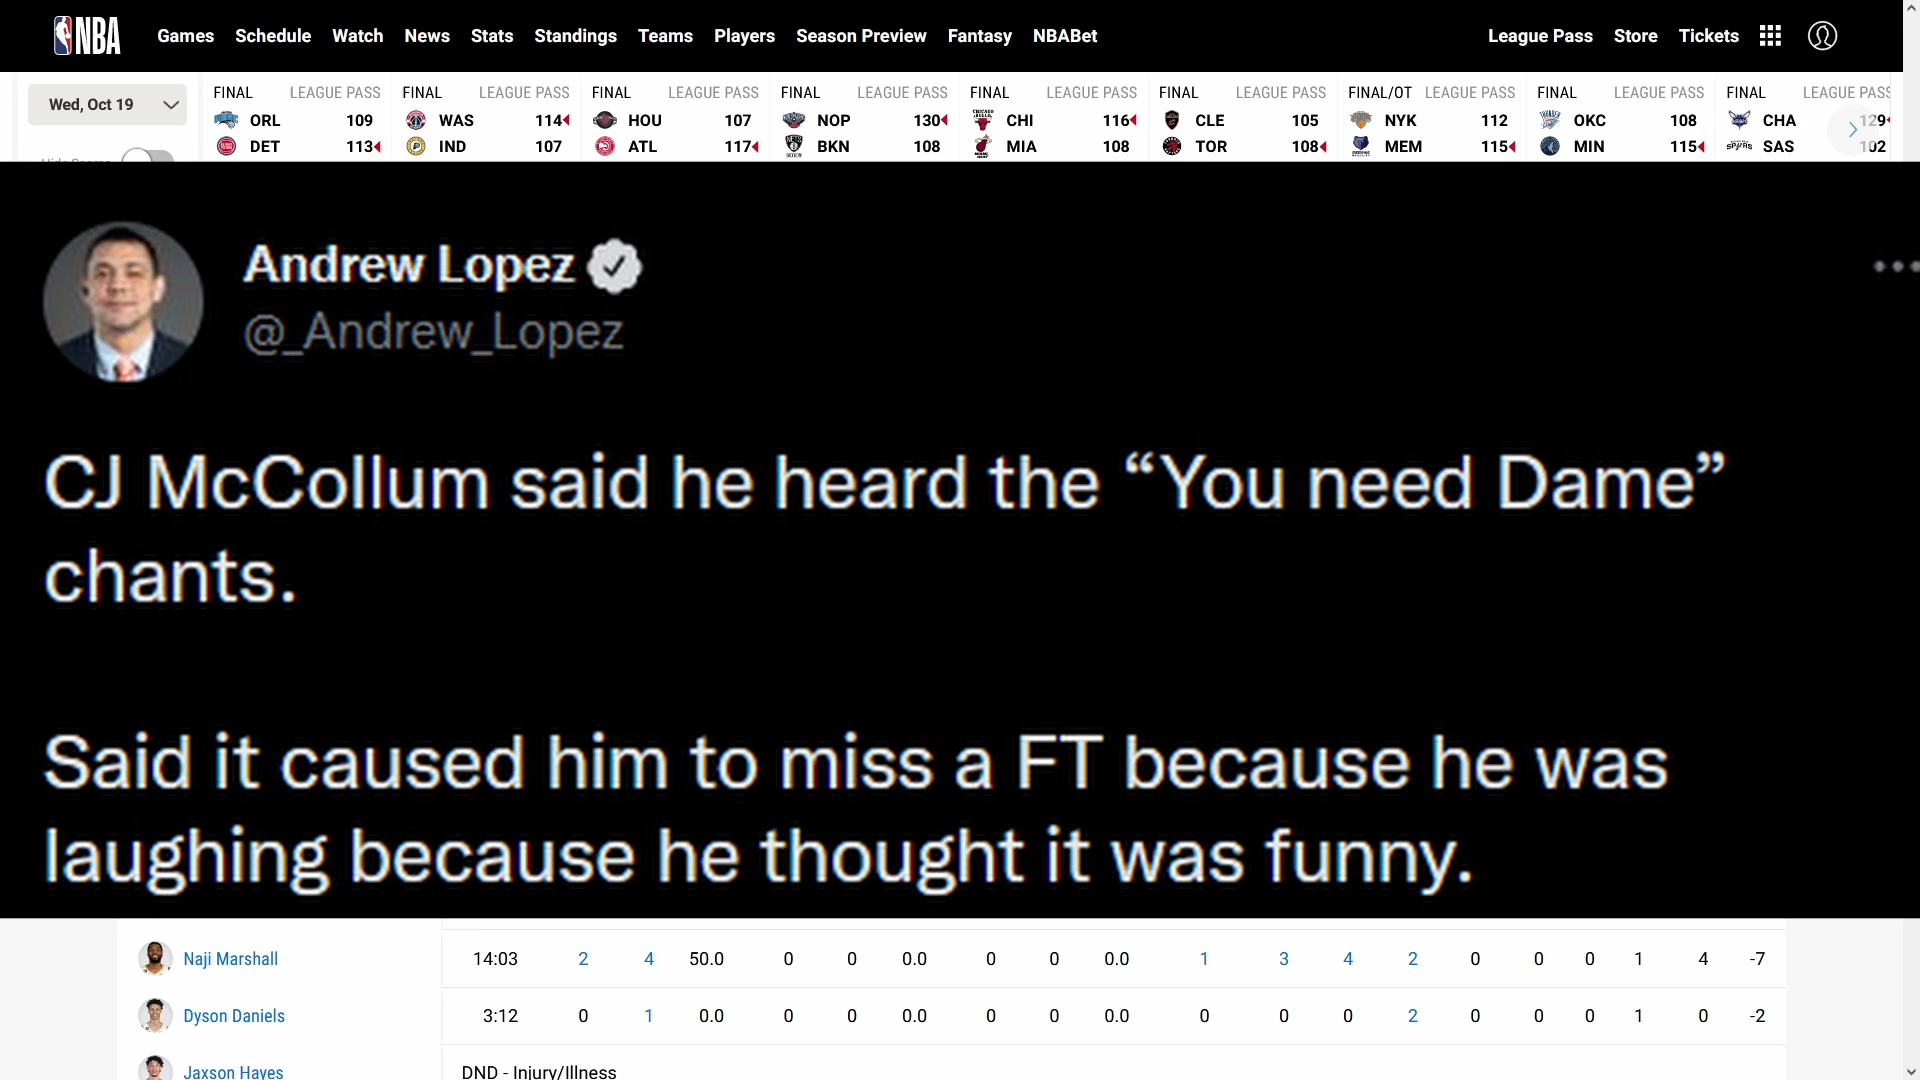 NBA Games Schedule Watch News Stats Standings Teams Players Season Preview Fantasy NBABet League Pass Store Tickets
Wed, Oct 19
FINAL LEAGUE PASS FINAL LEAGUE PASS FINAL LEAGUE PASS FINAL LEAGUE PASS FINAL LEAGUE PASS FINAL LEAGUE PASS FINAL/OT LEAGUE PASS FINAL LEAGUE PASS FINAL LEAGUE PASS
ORL 109 WAS 114 HOU 107 NOP 130 CHI 116 CLE 105 NYK 112 OKC 108 CHA 129
DET 113 IND 107 ATL 117 BKN 108 MIA 108 TOR 108 MEM 115 MIN 115 SAS 102
Hide Scores
Andrew Lopez
@_Andrew_Lopez
CJ McCollum said he heard the “You need Dame”
chants.
Said it caused him to miss a FT because he was
laughing because he thought it was funny.
Naji Marshall 14:03 2 4 50.0 0 0 0.0 0 0 0.0 1 3 4 2 0 0 0 1 4 -7
Dyson Daniels 3:12 0 1 0.0 0 0 0.0 0 0 0.0 0 0 0 2 0 0 0 1 0 -2
Jaxson Hayes DND - Injury/Illness